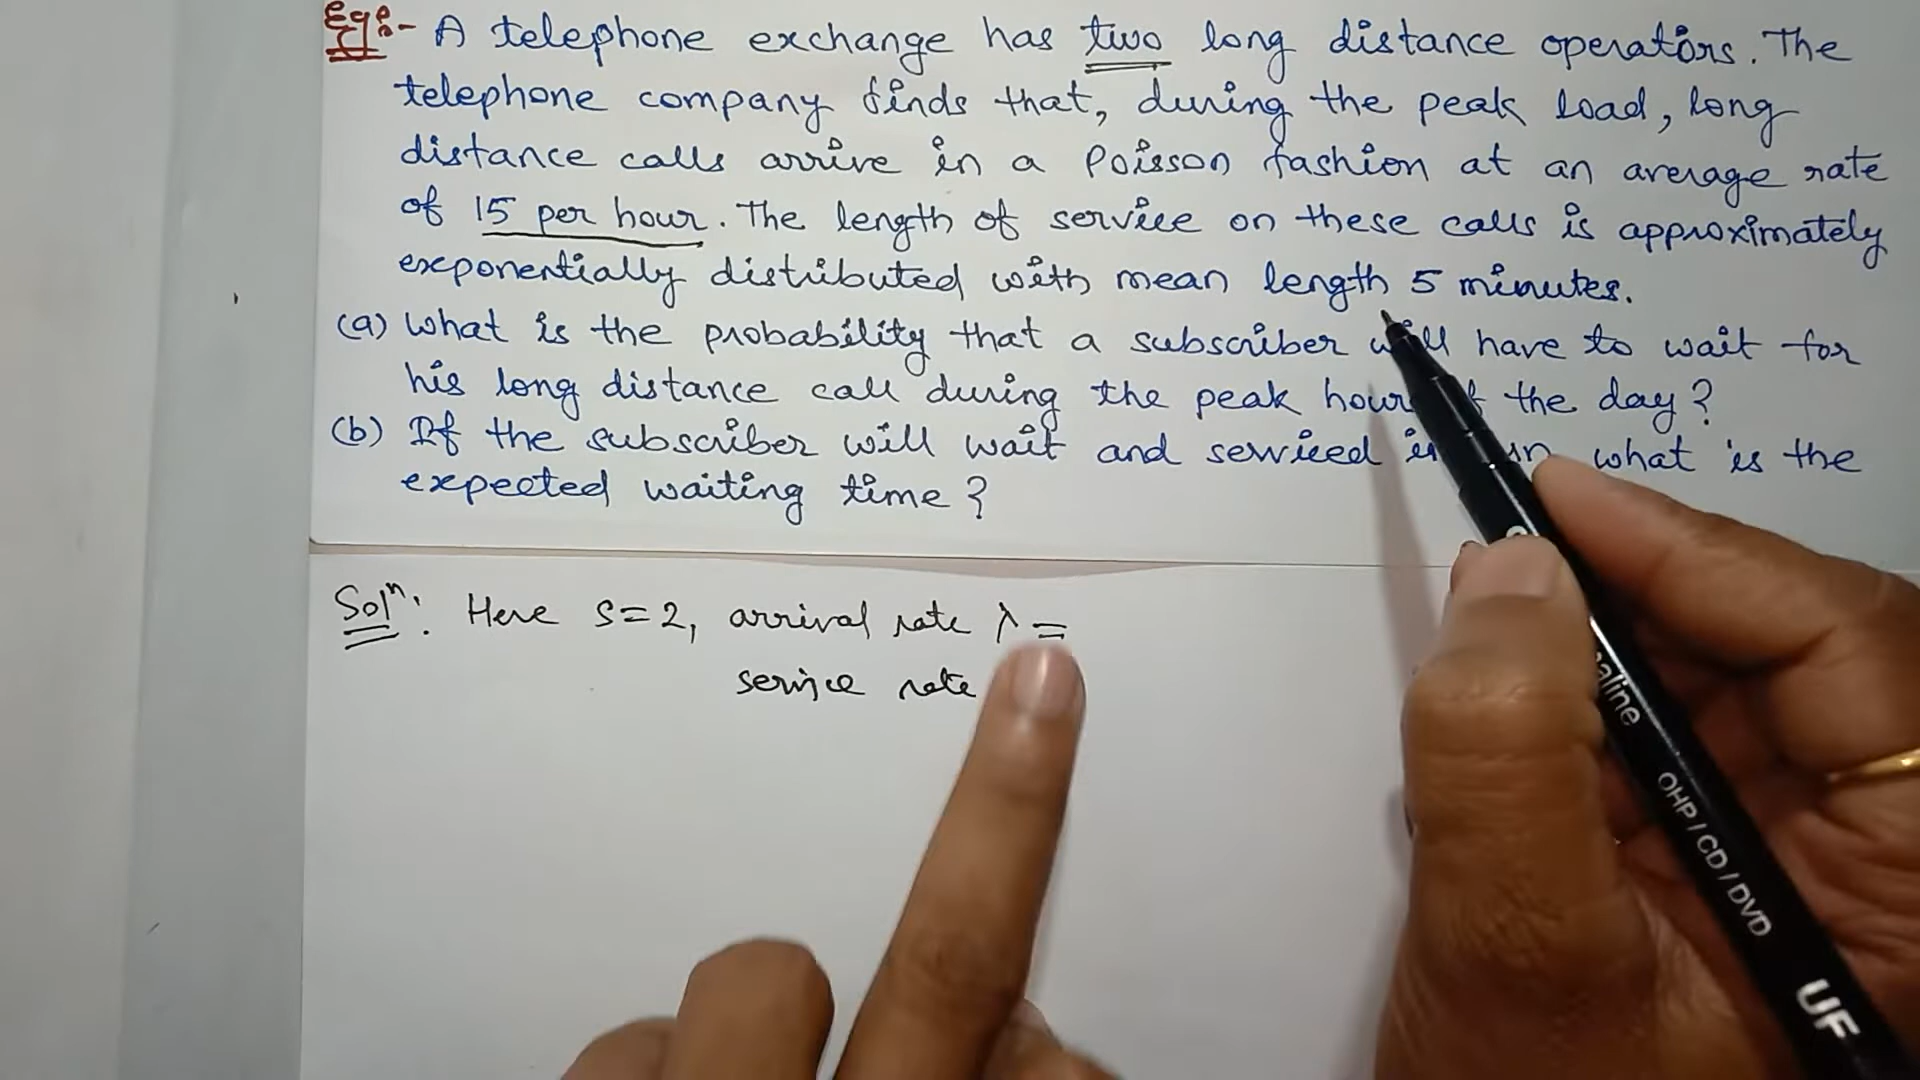 Eg:- A telephone exchange has two long distance operators. The
telephone company finds that, during the peak load, long
distance calls arrive in a Poisson fashion at an average rate
of 15 per hour. The length of service on these calls is approximately
exponentially distributed with mean length 5 minutes.
(a) What is the probability that a subscriber will have to wait for
his long distance call during the peak hours the day?
(b) If the subscriber will wait and serviced in what is the
expected waiting time?
Solⁿ: Here S=2, arrival rate λ =
service rate
OHP/CD/DVD
UF